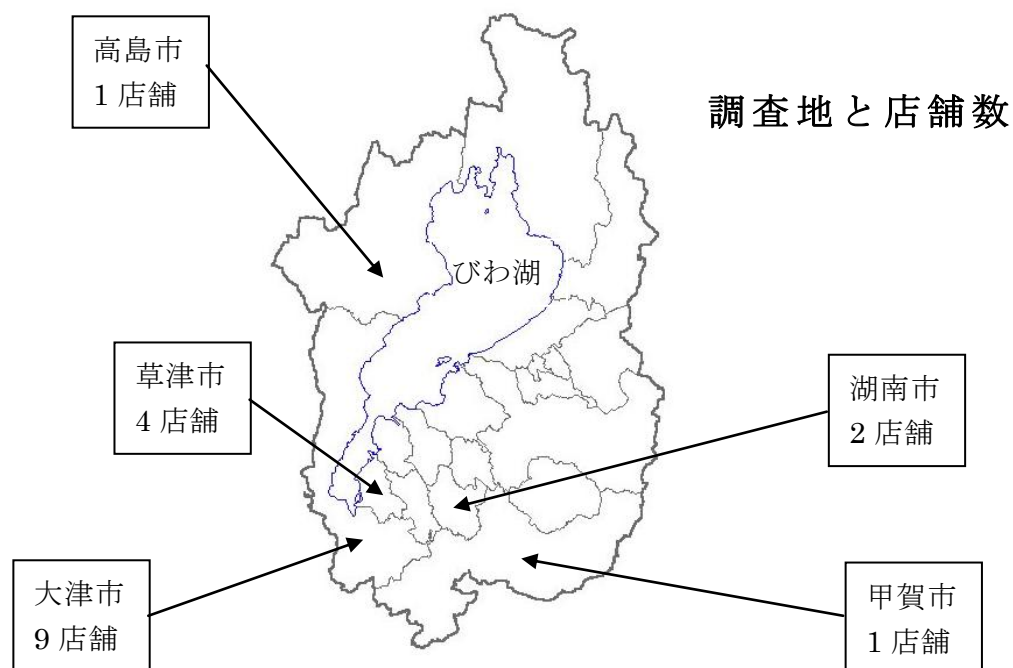 高島市
1 店舗
調査地と店舗数
びわ湖
草津市
4 店舗
湖南市
2 店舗
大津市
9 店舗
甲賀市
1 店舗